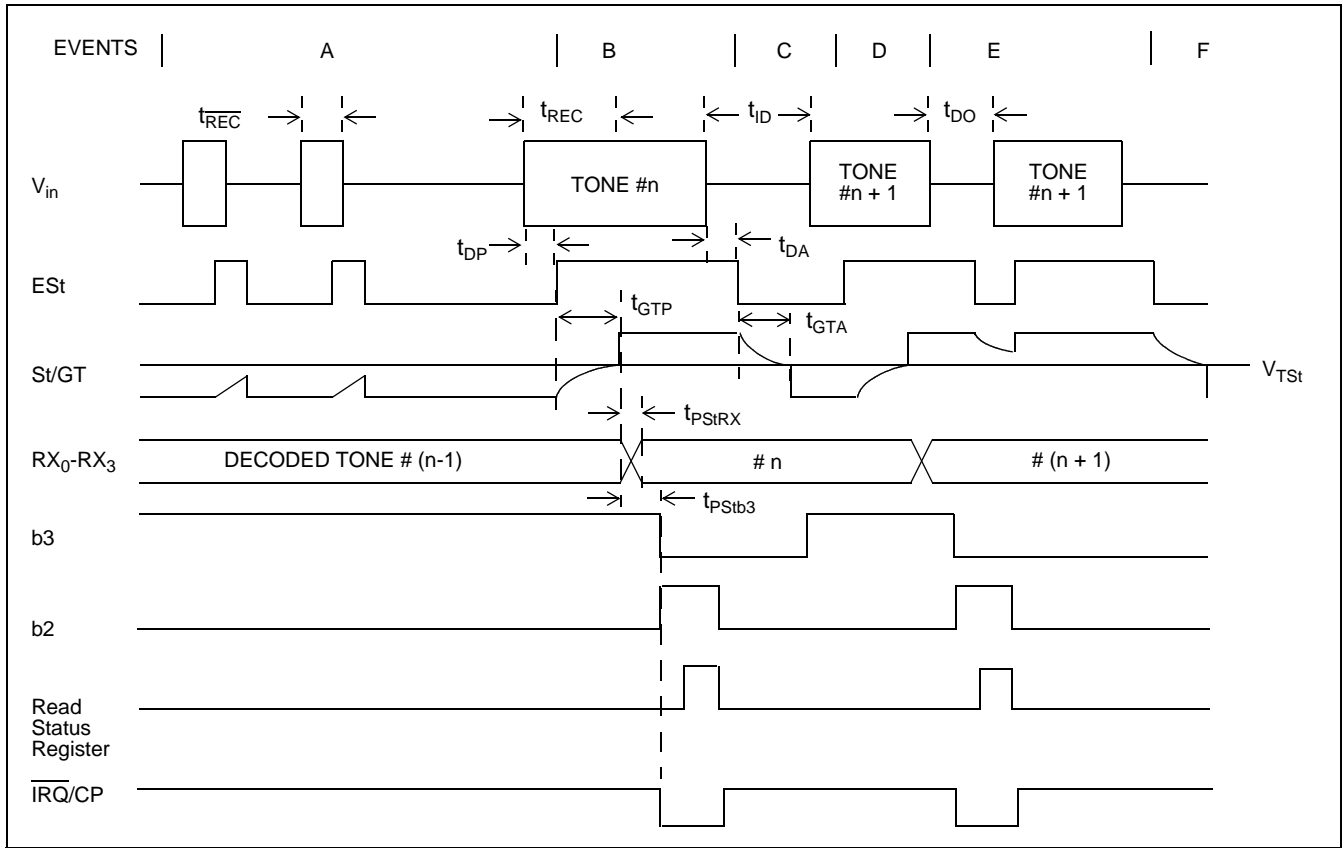 EVENTS A B C D E F
tREC tREC tID tDO
Vin TONE #n TONE #n + 1 TONE #n + 1
tDP tDA
ESt
tGTP tGTA
St/GT VTSt
tPStRX
RX0-RX3 DECODED TONE # (n-1) # n # (n + 1)
tPStb3
b3
b2
Read
Status
Register
IRQ/CP